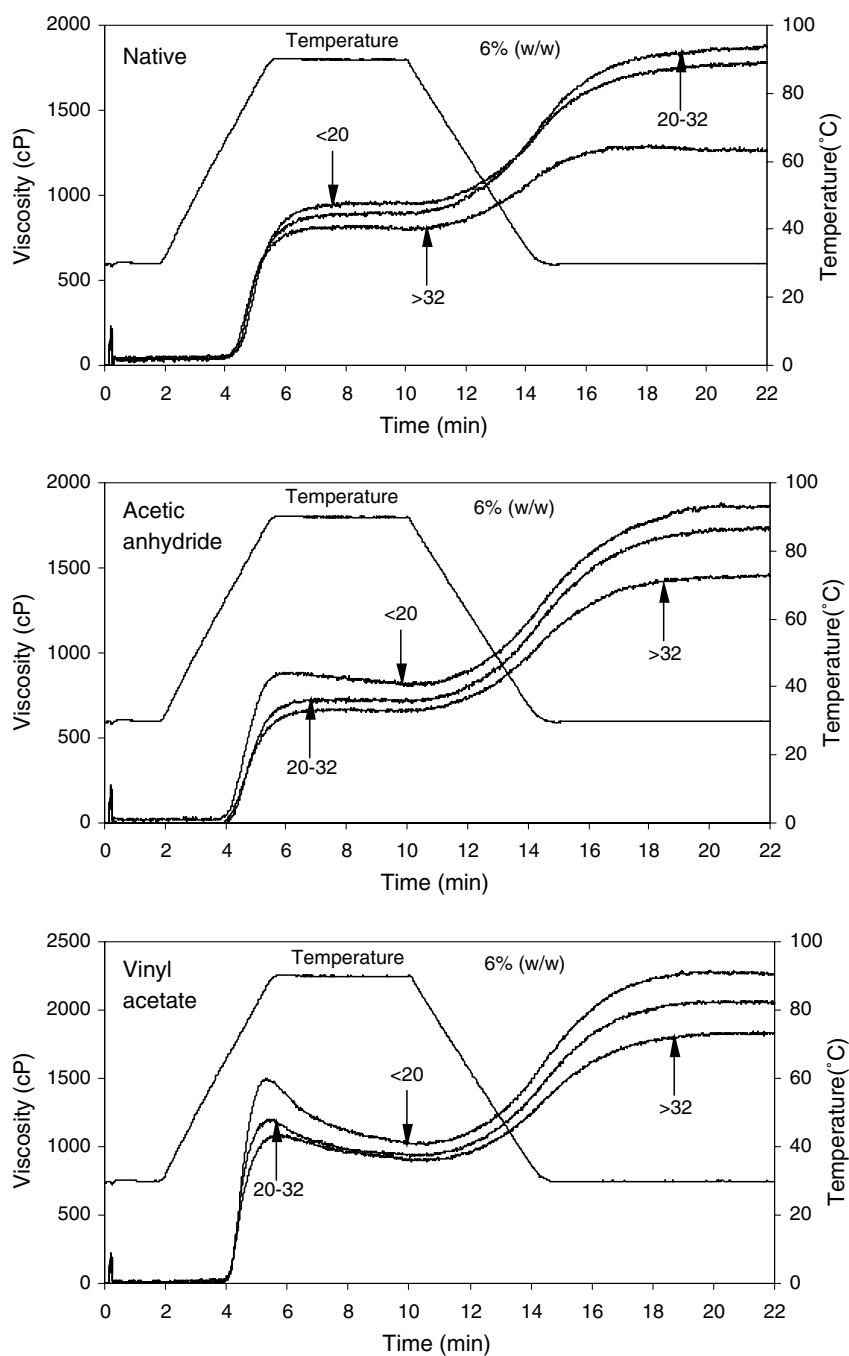 2000
1500
1000
500
0
Viscosity (cP)
Native
Temperature
6% (w/w)
<20
>32
20-32
100
80
60
40
20
0
Temperature(˚C)
0 2 4 6 8 10 12 14 16 18 20 22
Time (min)
2000
1500
1000
500
0
Viscosity (cP)
Acetic
anhydride
Temperature
6% (w/w)
<20
20-32
>32
100
80
60
40
20
0
Temperature(˚C)
0 2 4 6 8 10 12 14 16 18 20 22
Time (min)
2500
2000
1500
1000
500
0
Viscosity (cP)
Vinyl
acetate
Temperature
6% (w/w)
<20
20-32
>32
100
80
60
40
20
0
Temperature(˚C)
0 2 4 6 8 10 12 14 16 18 20 22
Time (min)